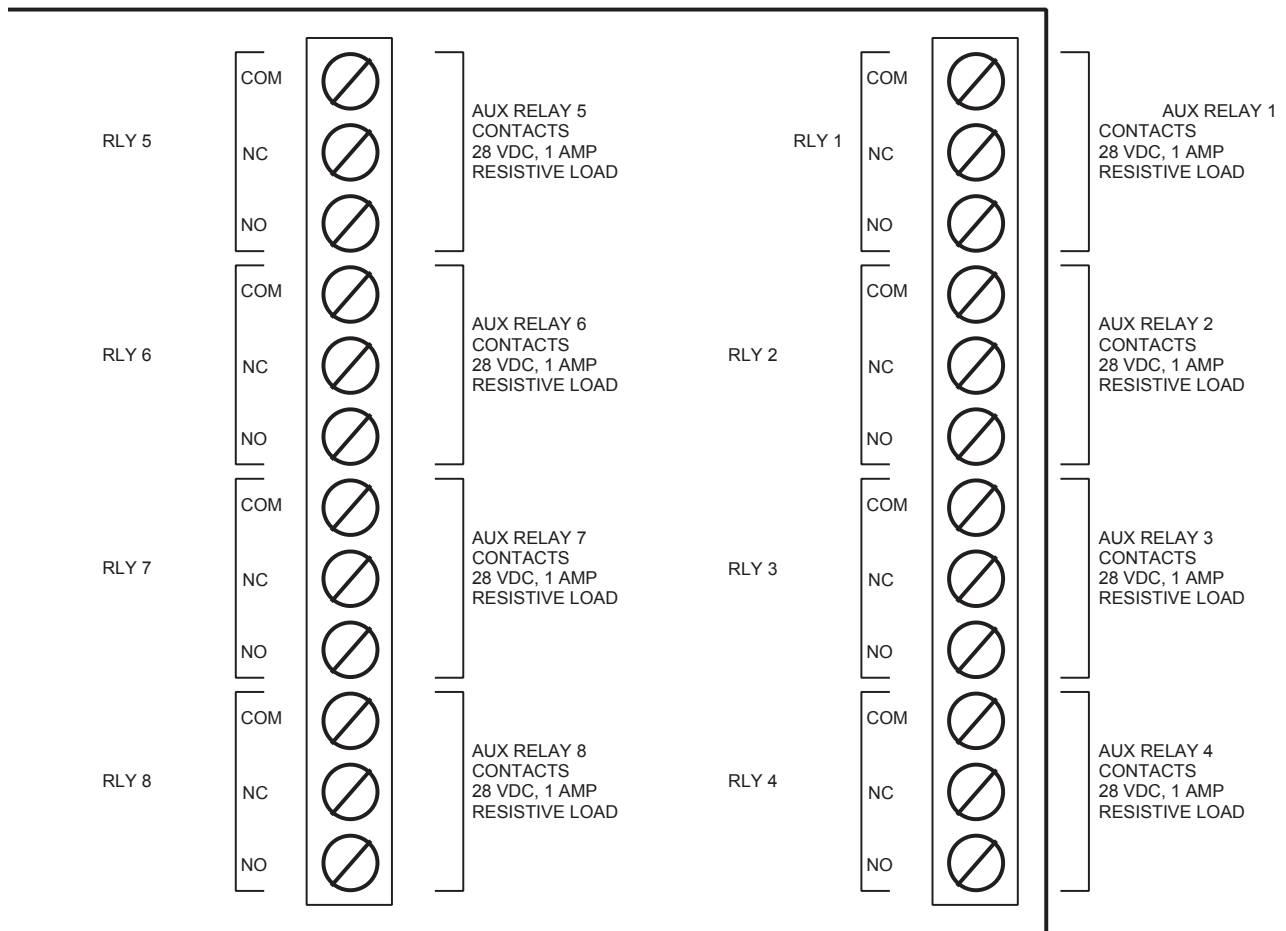 RLY 5
COM
NC
NO
AUX RELAY 5
CONTACTS
28 VDC, 1 AMP
RESISTIVE LOAD
RLY 6
COM
NC
NO
AUX RELAY 6
CONTACTS
28 VDC, 1 AMP
RESISTIVE LOAD
RLY 7
COM
NC
NO
AUX RELAY 7
CONTACTS
28 VDC, 1 AMP
RESISTIVE LOAD
RLY 8
COM
NC
NO
AUX RELAY 8
CONTACTS
28 VDC, 1 AMP
RESISTIVE LOAD
RLY 1
COM
NC
NO
AUX RELAY 1
CONTACTS
28 VDC, 1 AMP
RESISTIVE LOAD
RLY 2
COM
NC
NO
AUX RELAY 2
CONTACTS
28 VDC, 1 AMP
RESISTIVE LOAD
RLY 3
COM
NC
NO
AUX RELAY 3
CONTACTS
28 VDC, 1 AMP
RESISTIVE LOAD
RLY 4
COM
NC
NO
AUX RELAY 4
CONTACTS
28 VDC, 1 AMP
RESISTIVE LOAD